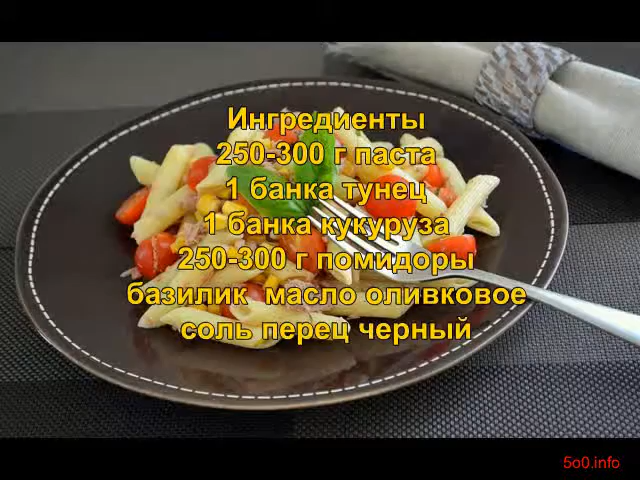 Ингредиенты
250-300 г паста
1 банка тунец
1 банка кукуруза
250-300 г помидоры
базилик масло оливковое
соль перец черный
5o0.info